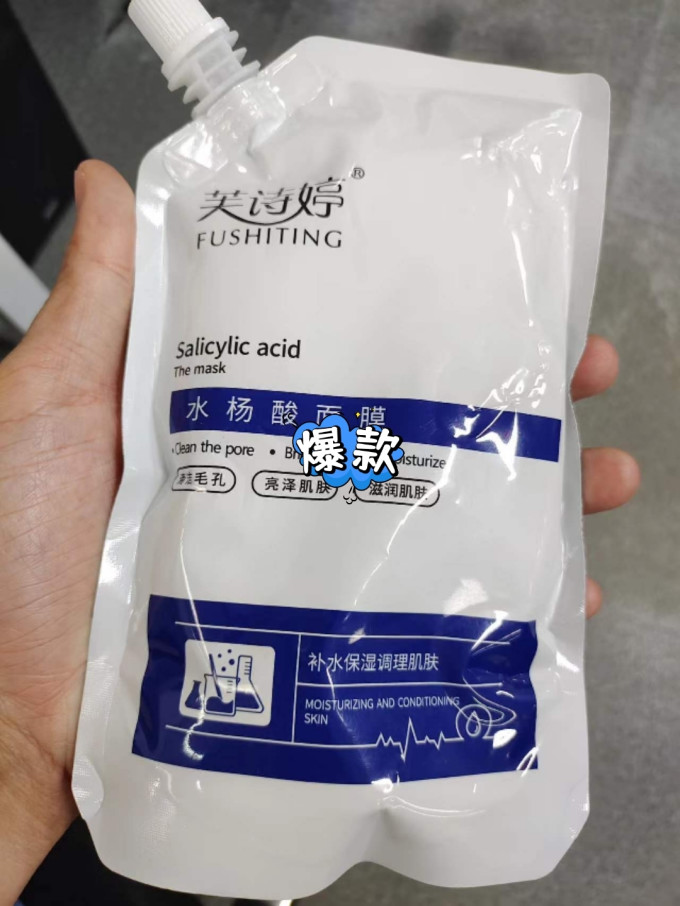 芙诗婷®
FUSHITING
Salicylic acid
The mask
水杨酸面膜
爆款
•Clean the pore •
净洁毛孔 亮泽肌肤 滋润肌肤
补水保湿调理肌肤
MOISTURIZING AND CONDITIONING
SKIN